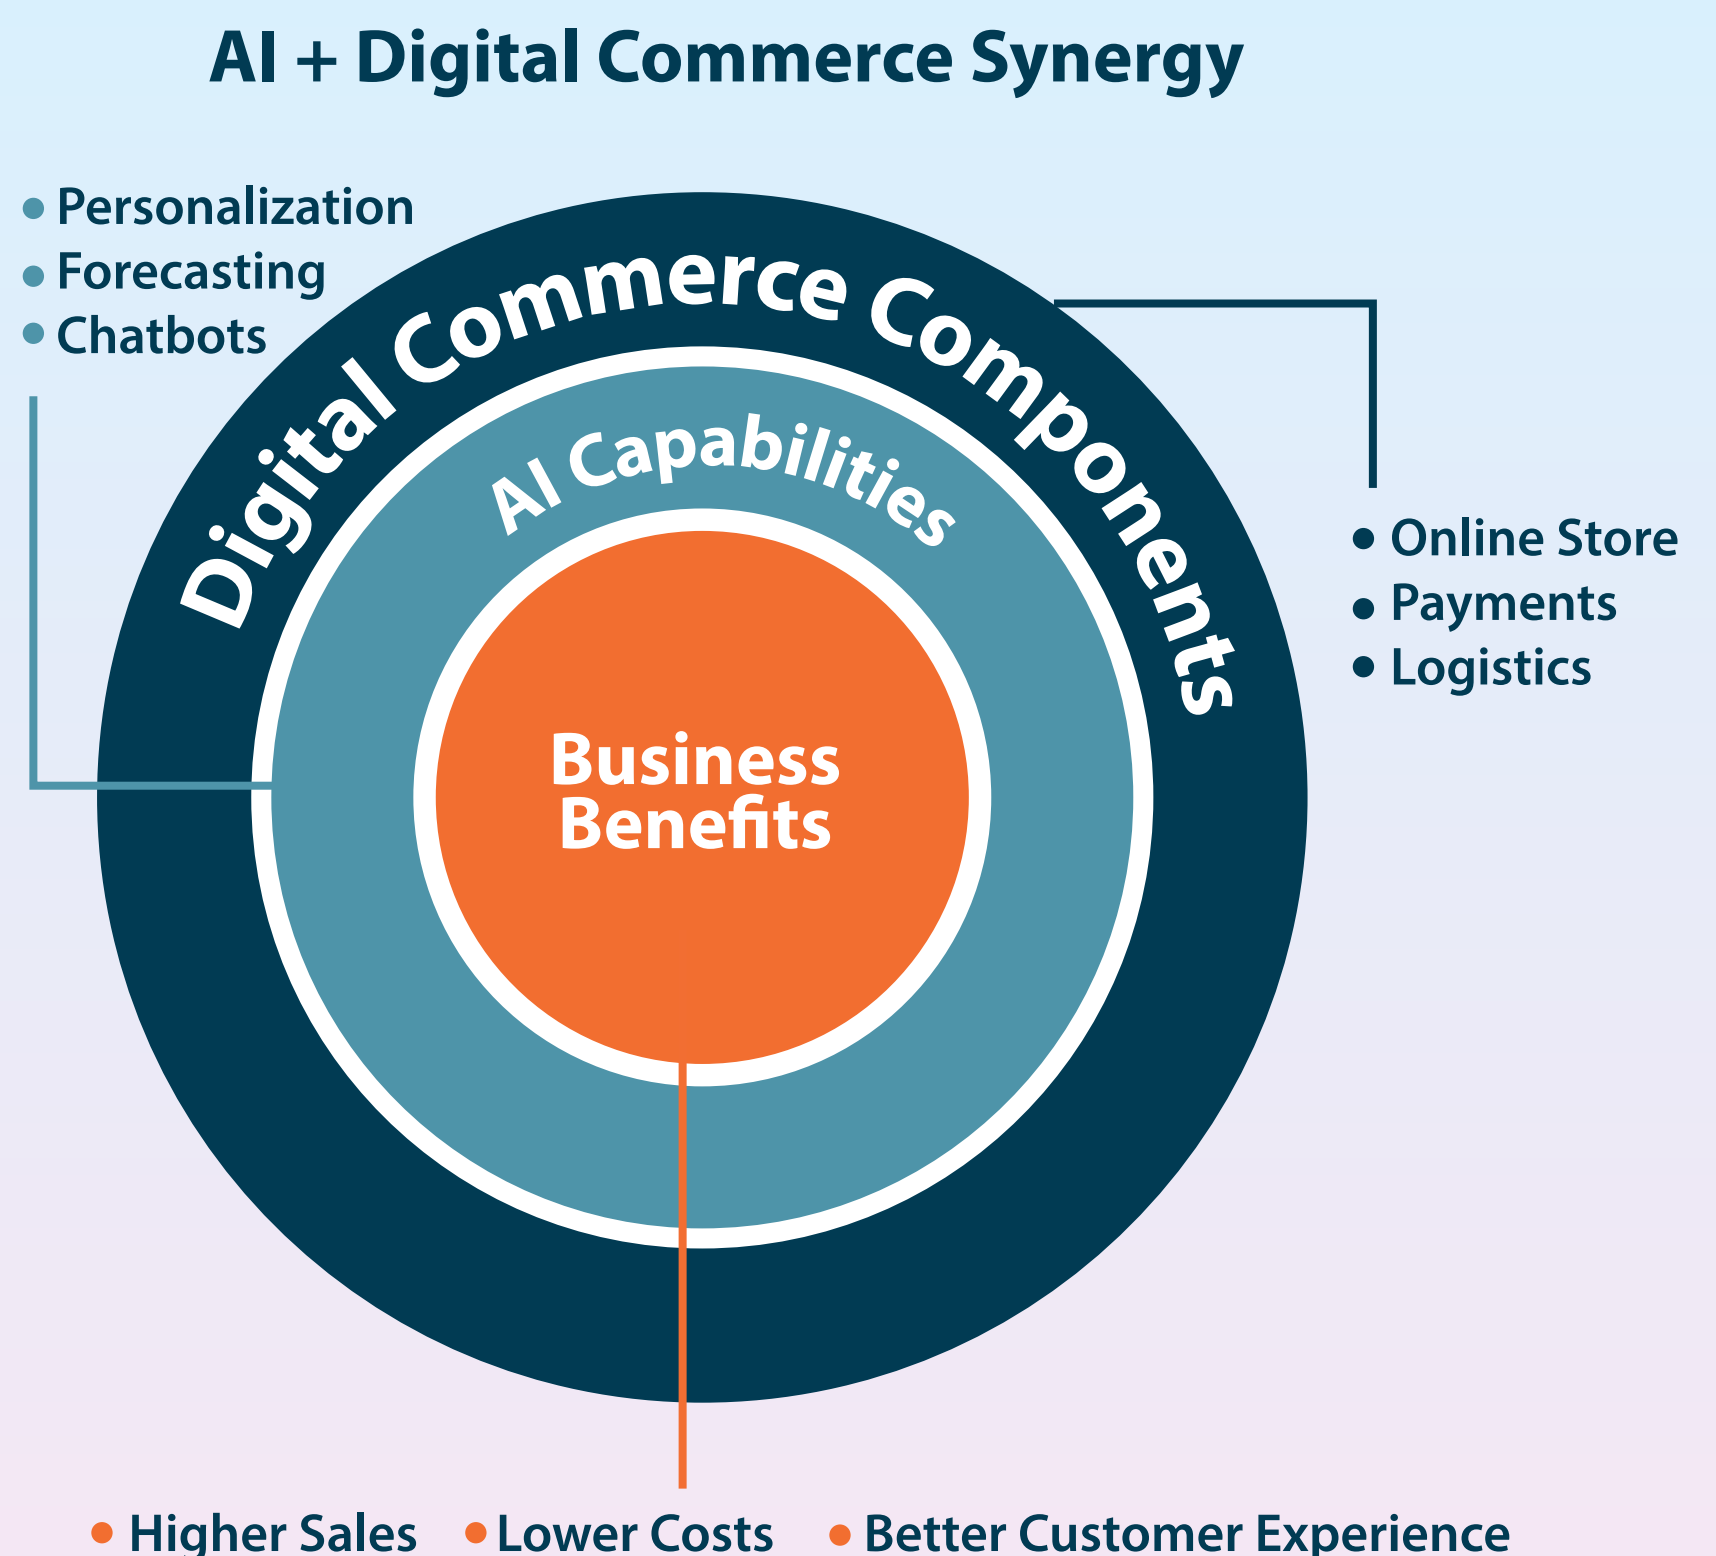 AI + Digital Commerce Synergy
• Personalization
• Forecasting
• Chatbots
Digital Commerce Components
AI Capabilities
• Online Store
• Payments
• Logistics
Business
Benefits
• Higher Sales • Lower Costs • Better Customer Experience